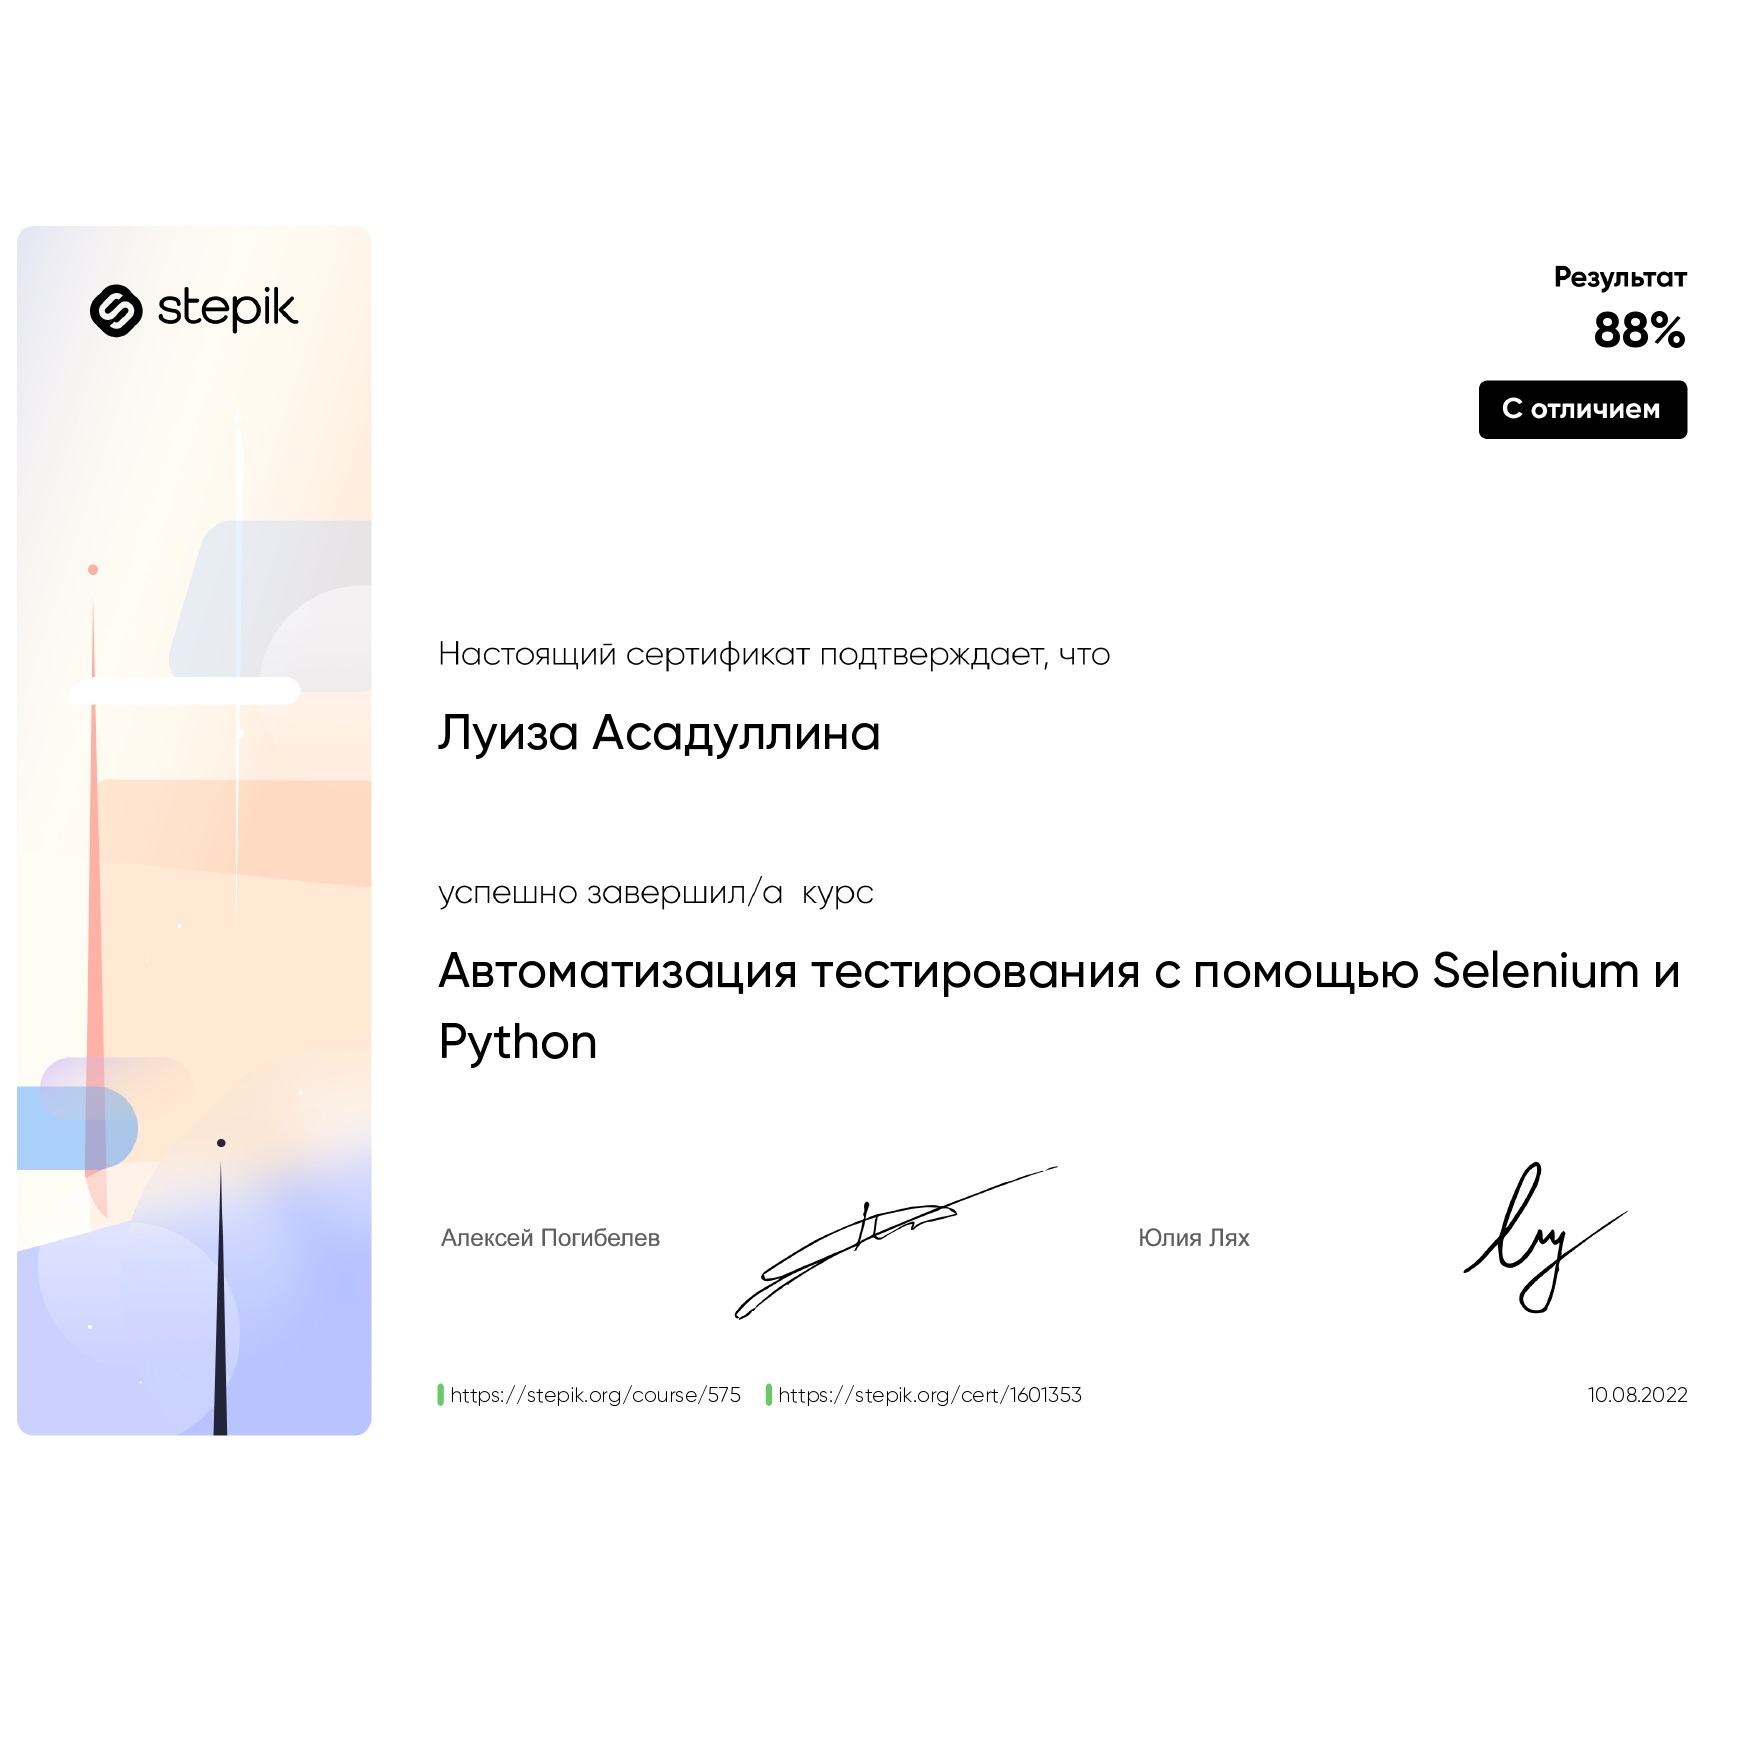 stepik
Результат
88%
С отличием
Настоящий сертификат подтверждает, что
Луиза Асадуллина
успешно завершил/а курс
Автоматизация тестирования с помощью Selenium и
Python
Алексей Погибелев
Юлия Лях
https://stepik.org/course/575 https://stepik.org/cert/1601353 10.08.2022